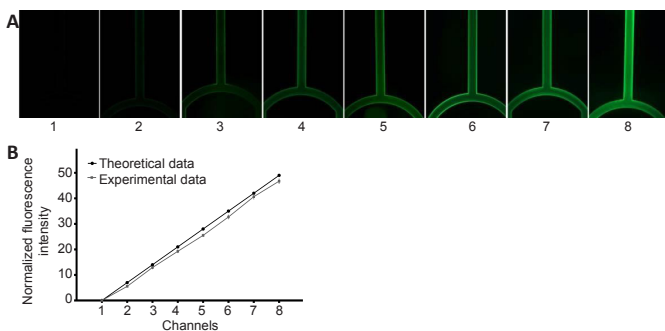 A
1 2 3 4 5 6 7 8
B
Theoretical data
Experimental data
Normalized fluorescence
intensity
50
40
30
20
10
0
1 2 3 4 5 6 7 8
Channels